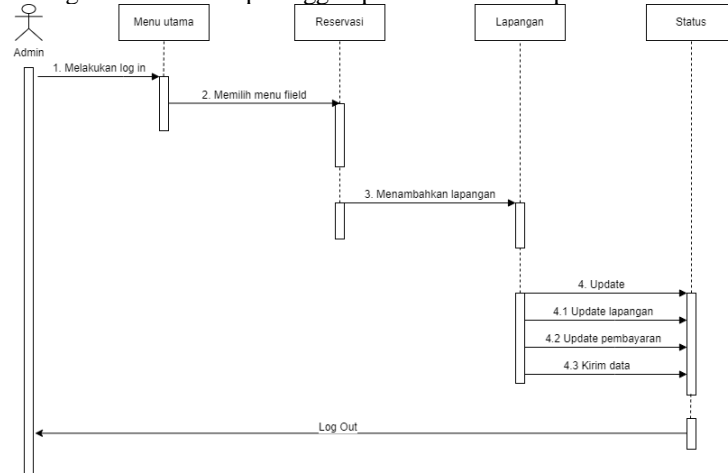 Menu utama
Reservasi
Lapangan
Status
Admin
1. Melakukan log in
2. Memilih menu fiield
3. Menambahkan lapangan
4. Update
4.1 Update lapangan
4.2 Update pembayaran
4.3 Kirim data
Log Out